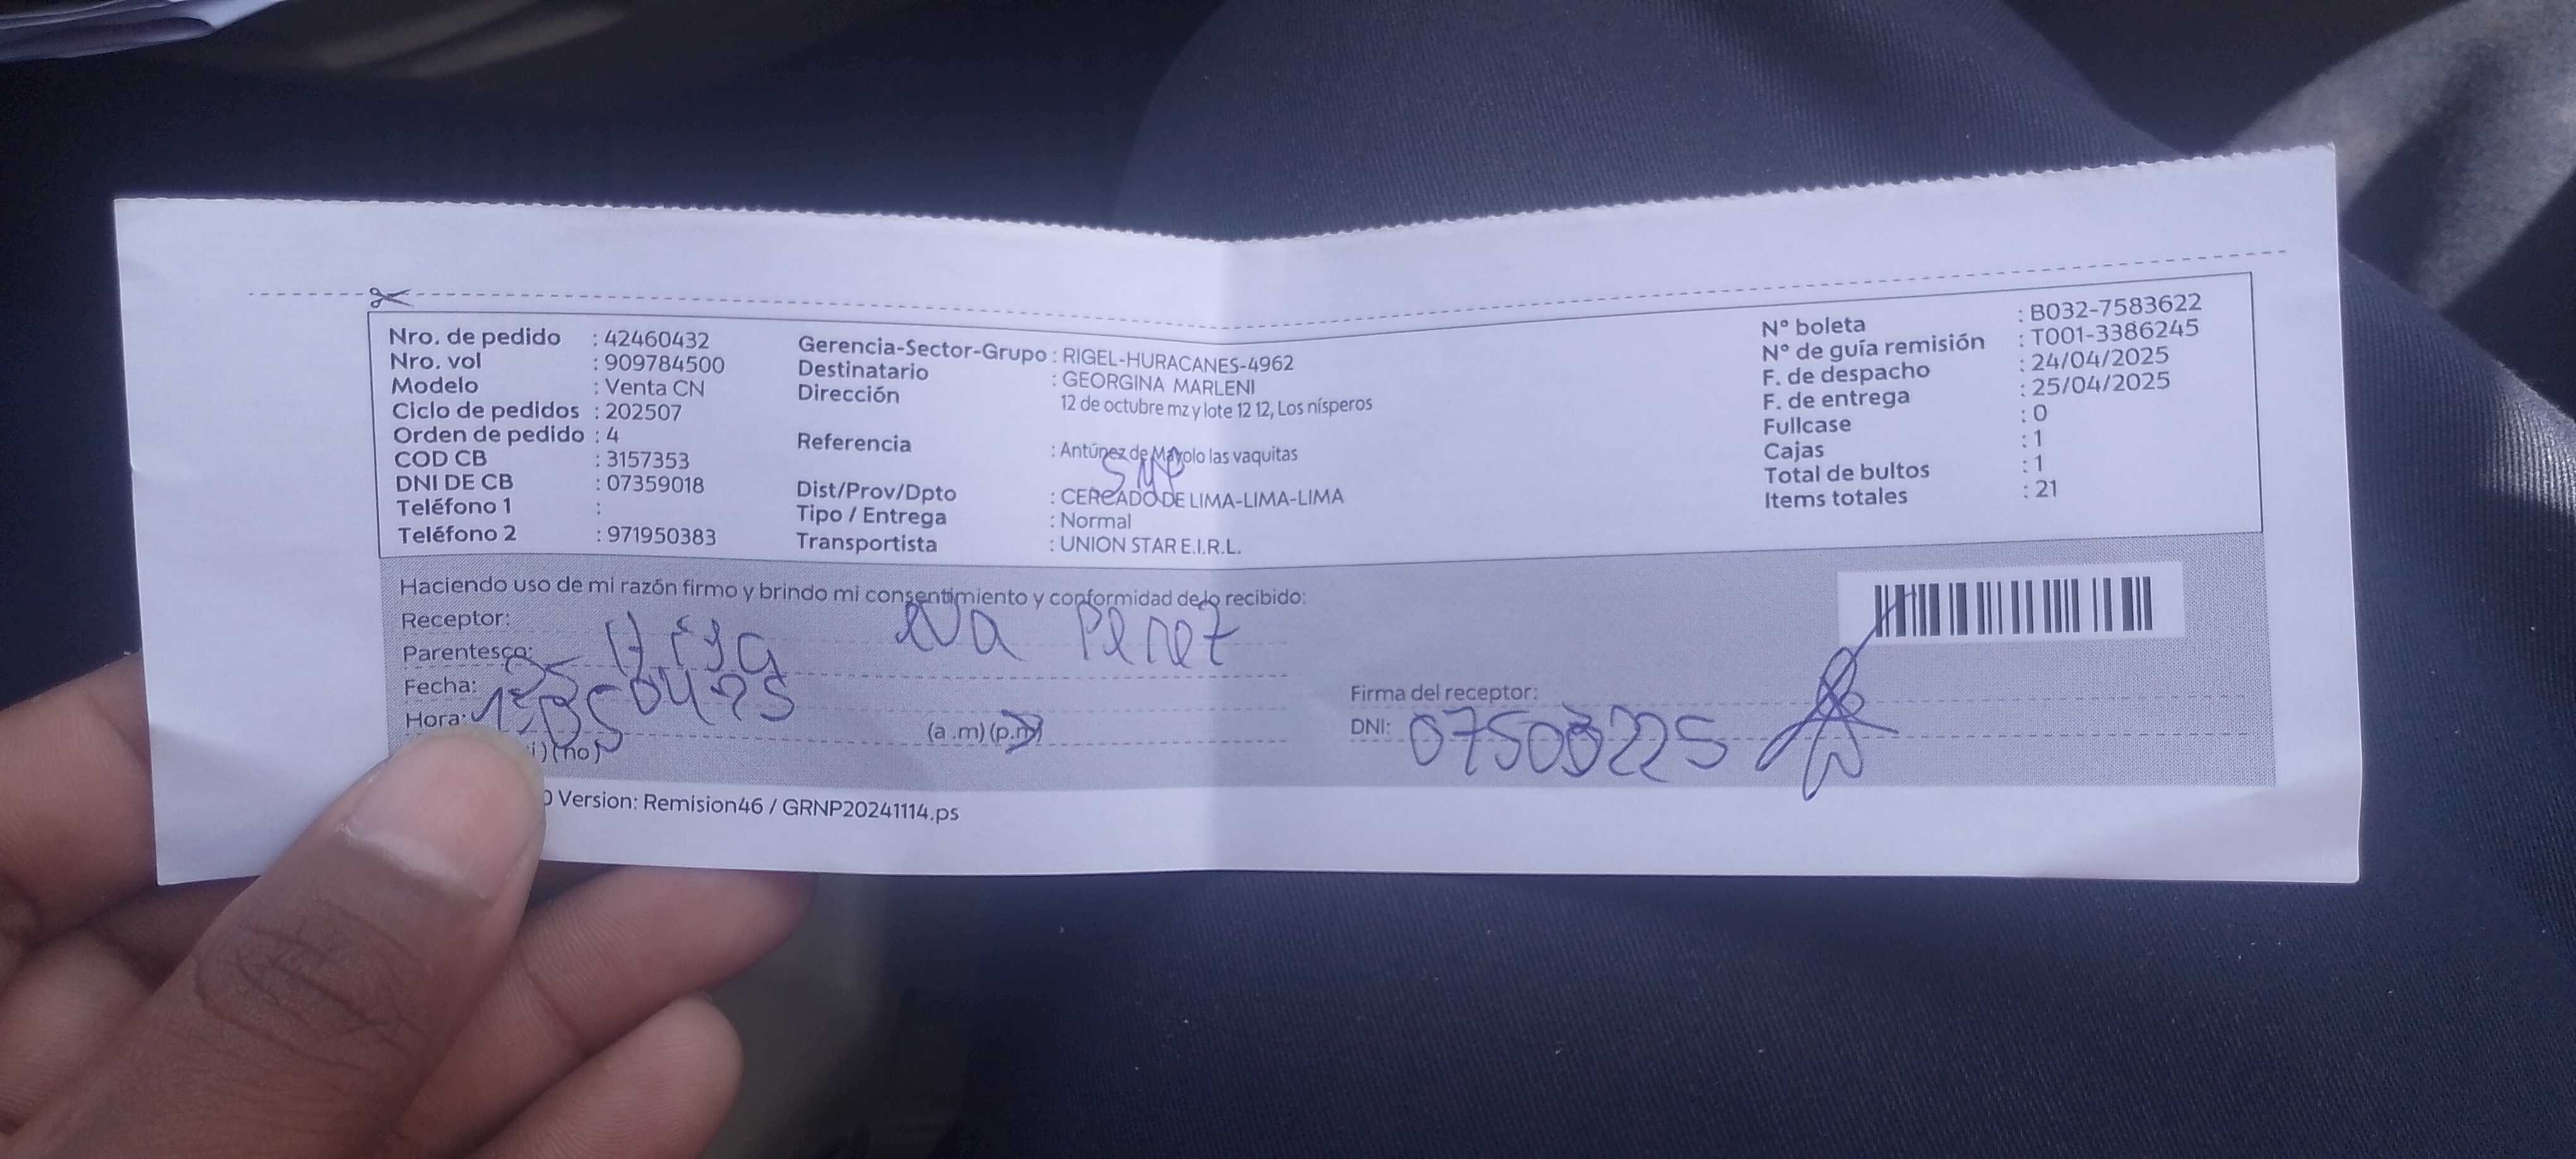 Nro. de pedido : 42460432
Nro. vol : 909784500
Modelo : Venta CN
Ciclo de pedidos : 202507
Orden de pedido : 4
COD CB : 3157353
DNI DE CB : 07359018
Teléfono 1 :
Teléfono 2 : 971950383
Gerencia-Sector-Grupo : RIGEL-HURACANES-4962
Destinatario : GEORGINA MARLENI
Dirección 12 de octubre mz y lote 12 12, Los nísperos
Referencia : Antúnez de Mayolo las vaquitas
SMP
Dist/Prov/Dpto : CERCADO DE LIMA-LIMA-LIMA
Tipo / Entrega : Normal
Transportista : UNION STAR E.I.R.L.
N° boleta : B032-7583622
N° de guía remisión : T001-3386245
F. de despacho : 24/04/2025
F. de entrega : 25/04/2025
Fullcase : 0
Cajas : 1
Total de bultos : 1
Items totales : 21
Haciendo uso de mi razón firmo y brindo mi consentimiento y conformidad de lo recibido:
Receptor: Perez
Parentesco:
Fecha: 25 04 25
Hora: (a.m) (p.m)
i) (no)
Firma del receptor:
DNI: 07503225
Version: Remision46 / GRNP20241114.ps